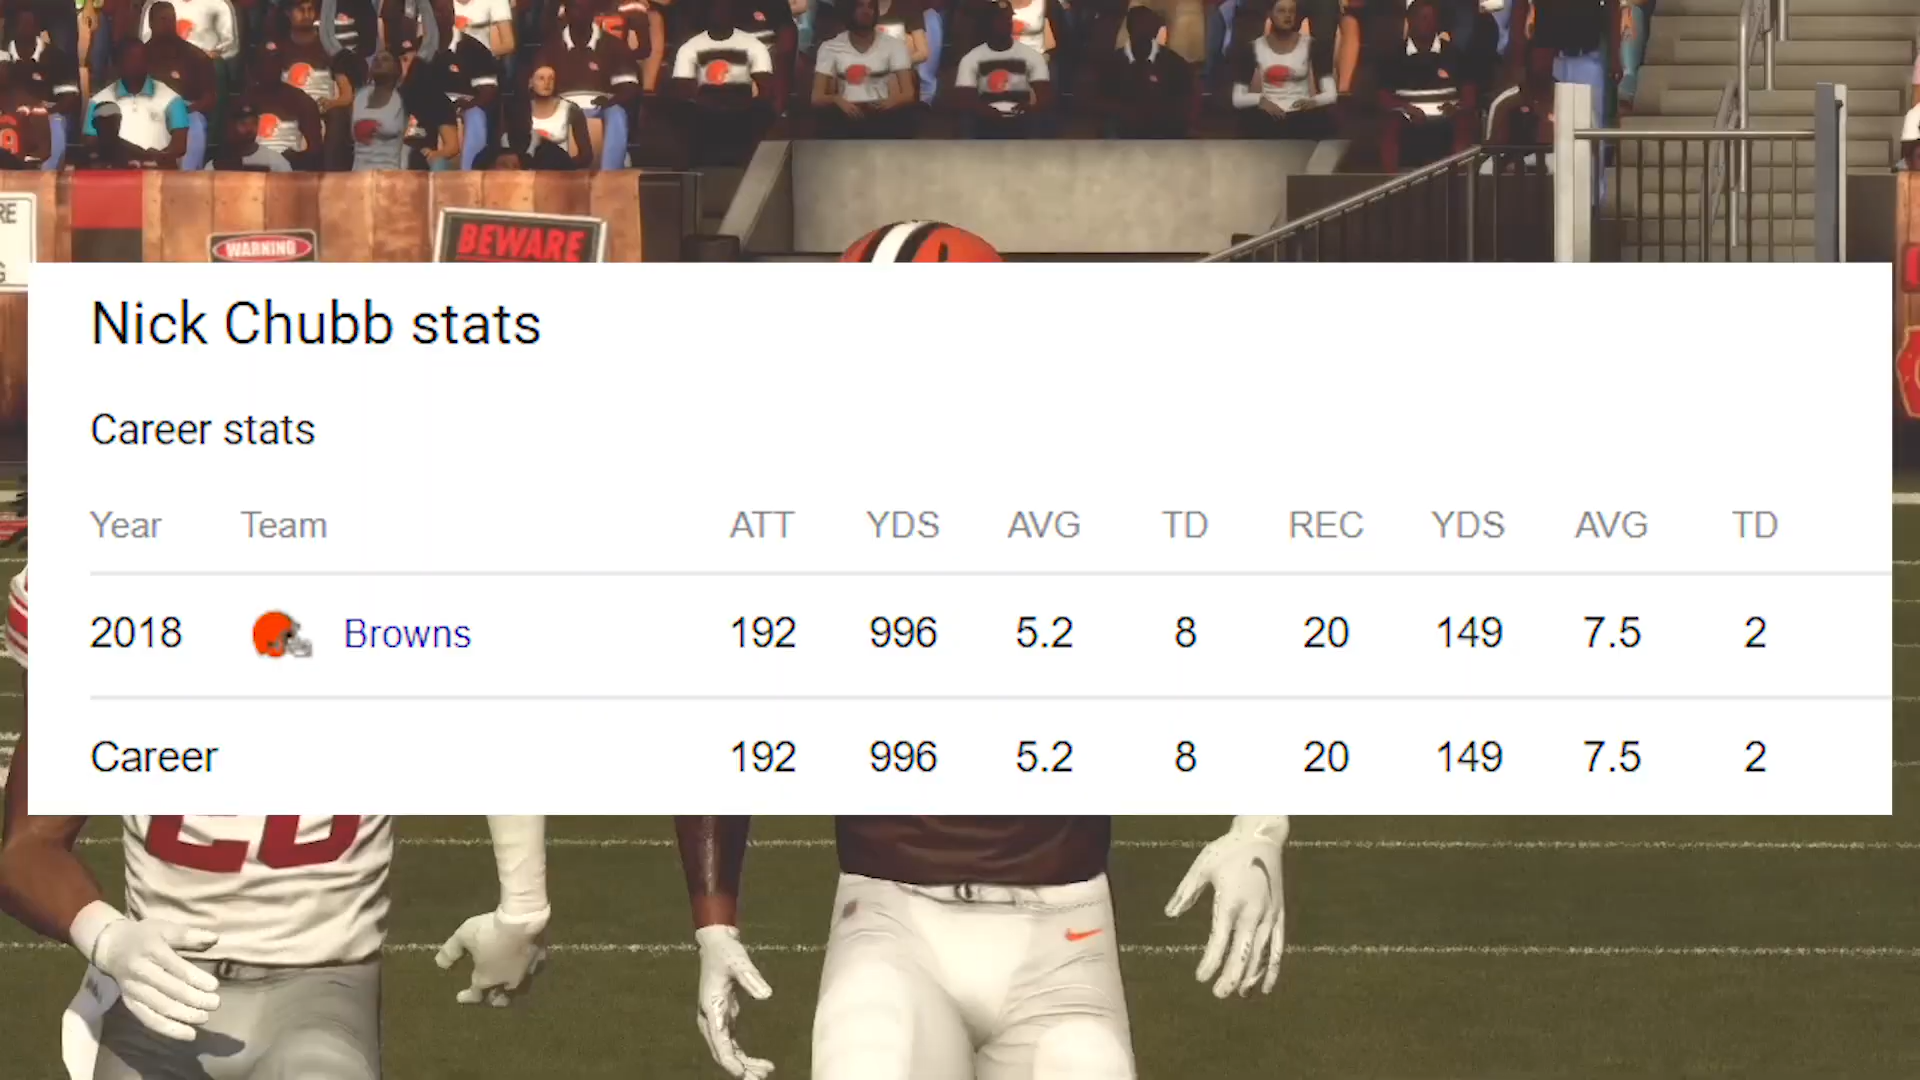 RE
G
WARNING
BEWARE
Nick Chubb stats
Career stats
Year Team ATT YDS AVG TD REC YDS AVG TD
2018 Browns 192 996 5.2 8 20 149 7.5 2
Career 192 996 5.2 8 20 149 7.5 2